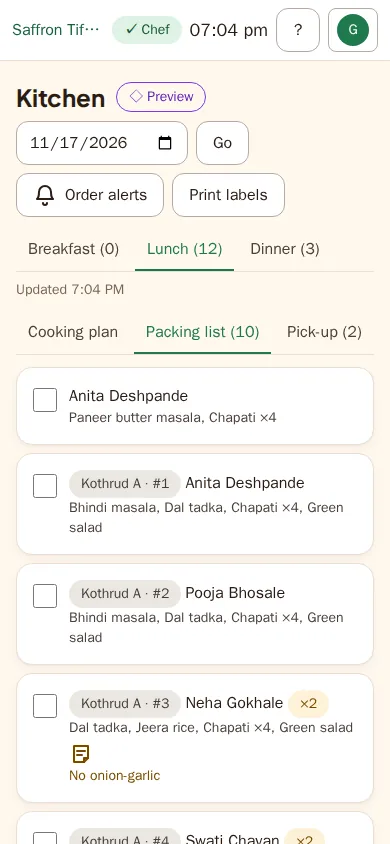 Saffron Tif⋯
✓ Chef
07:04 pm
?
G
Kitchen
◇ Preview
11/17/2026
Go
Order alerts
Print labels
Breakfast (0)
Lunch (12)
Dinner (3)
Updated 7:04 PM
Cooking plan
Packing list (10)
Pick-up (2)
Anita Deshpande
Paneer butter masala, Chapati ×4
Kothrud A · #1 Anita Deshpande
Bhindi masala, Dal tadka, Chapati ×4, Green
salad
Kothrud A · #2 Pooja Bhosale
Bhindi masala, Dal tadka, Chapati ×4, Green
salad
Kothrud A · #3 Neha Gokhale ×2
Dal tadka, Jeera rice, Chapati ×4, Green salad
No onion-garlic
Kothrud A · #4 Swati Chavan ×2